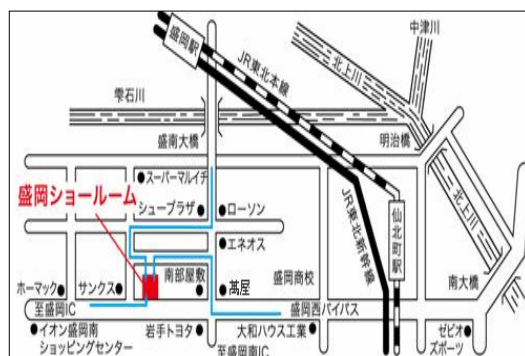 中津川
盛岡駅
JR東北本線
北上川
雫石川
盛南大橋
明治橋
スーパーマルイチ
盛岡ショールーム
シュープラザ
ローソン
JR東北新幹線
仙北町駅
北上川
エネオス
南部屋敷
萬屋
盛岡商校
南大橋
ホーマック
サンクス
至盛岡IC
盛岡西バイパス
イオン盛岡南
ショッピングセンター
岩手トヨタ
大和ハウス工業
ゼビオ
スポーツ
至盛岡南IC